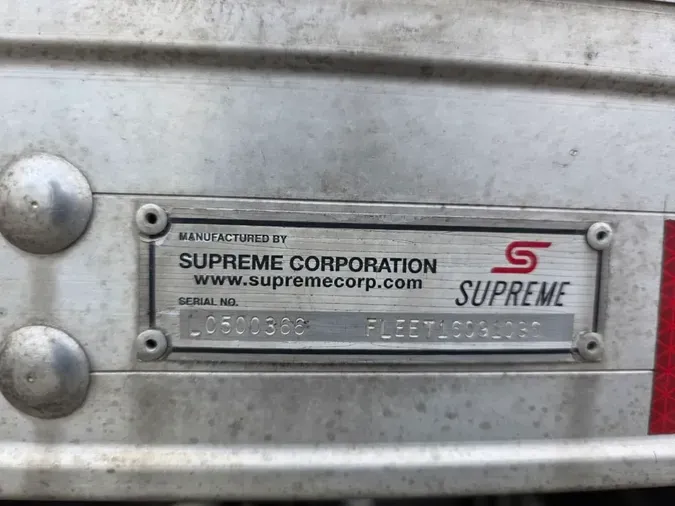 MANUFACTURED BY
SUPREME CORPORATION
www.supremecorp.com
SUPREME
SERIAL NO.